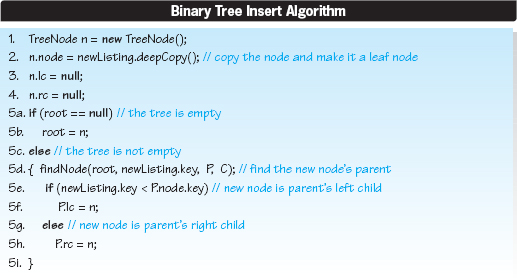 Binary Tree Insert Algorithm
1. TreeNode n = new TreeNode();
2. n.node = newListing.deepCopy(); // copy the node and make it a leaf node
3. n.lc = null;
4. n.rc = null;
5a. if (root == null) // the tree is empty
5b. root = n;
5c. else // the tree is not empty
5d. { findNode(root, newListing.key, P, C); // find the new node's parent
5e. if (newListing.key < P.node.key) // new node is parent's left child
5f. P.lc = n;
5g. else // new node is parent's right child
5h. P.rc = n;
5i. }